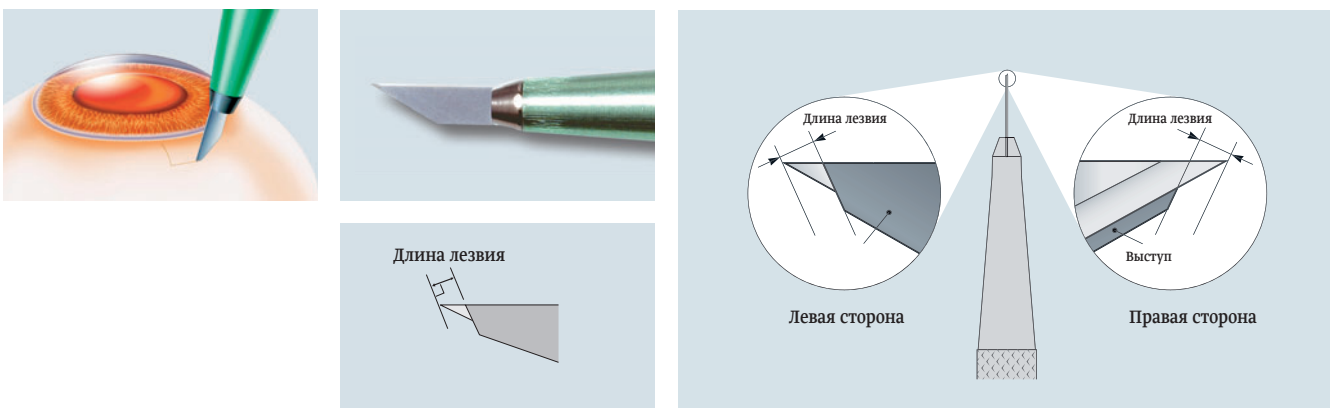 Длина лезвия
Длина лезвия
Длина лезвия
Выступ
Левая сторона
Правая сторона